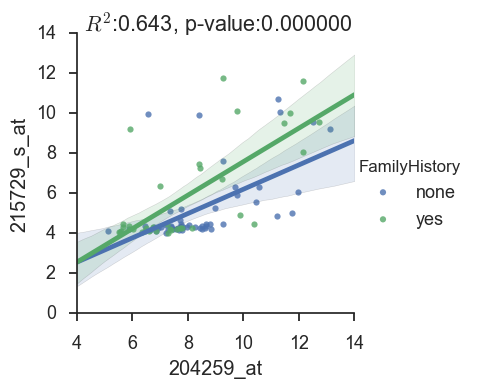 R²:0.643, p-value:0.000000
14
12
10
8
6
4
2
0
215729_s_at
4 6 8 10 12 14
204259_at
FamilyHistory
none
yes